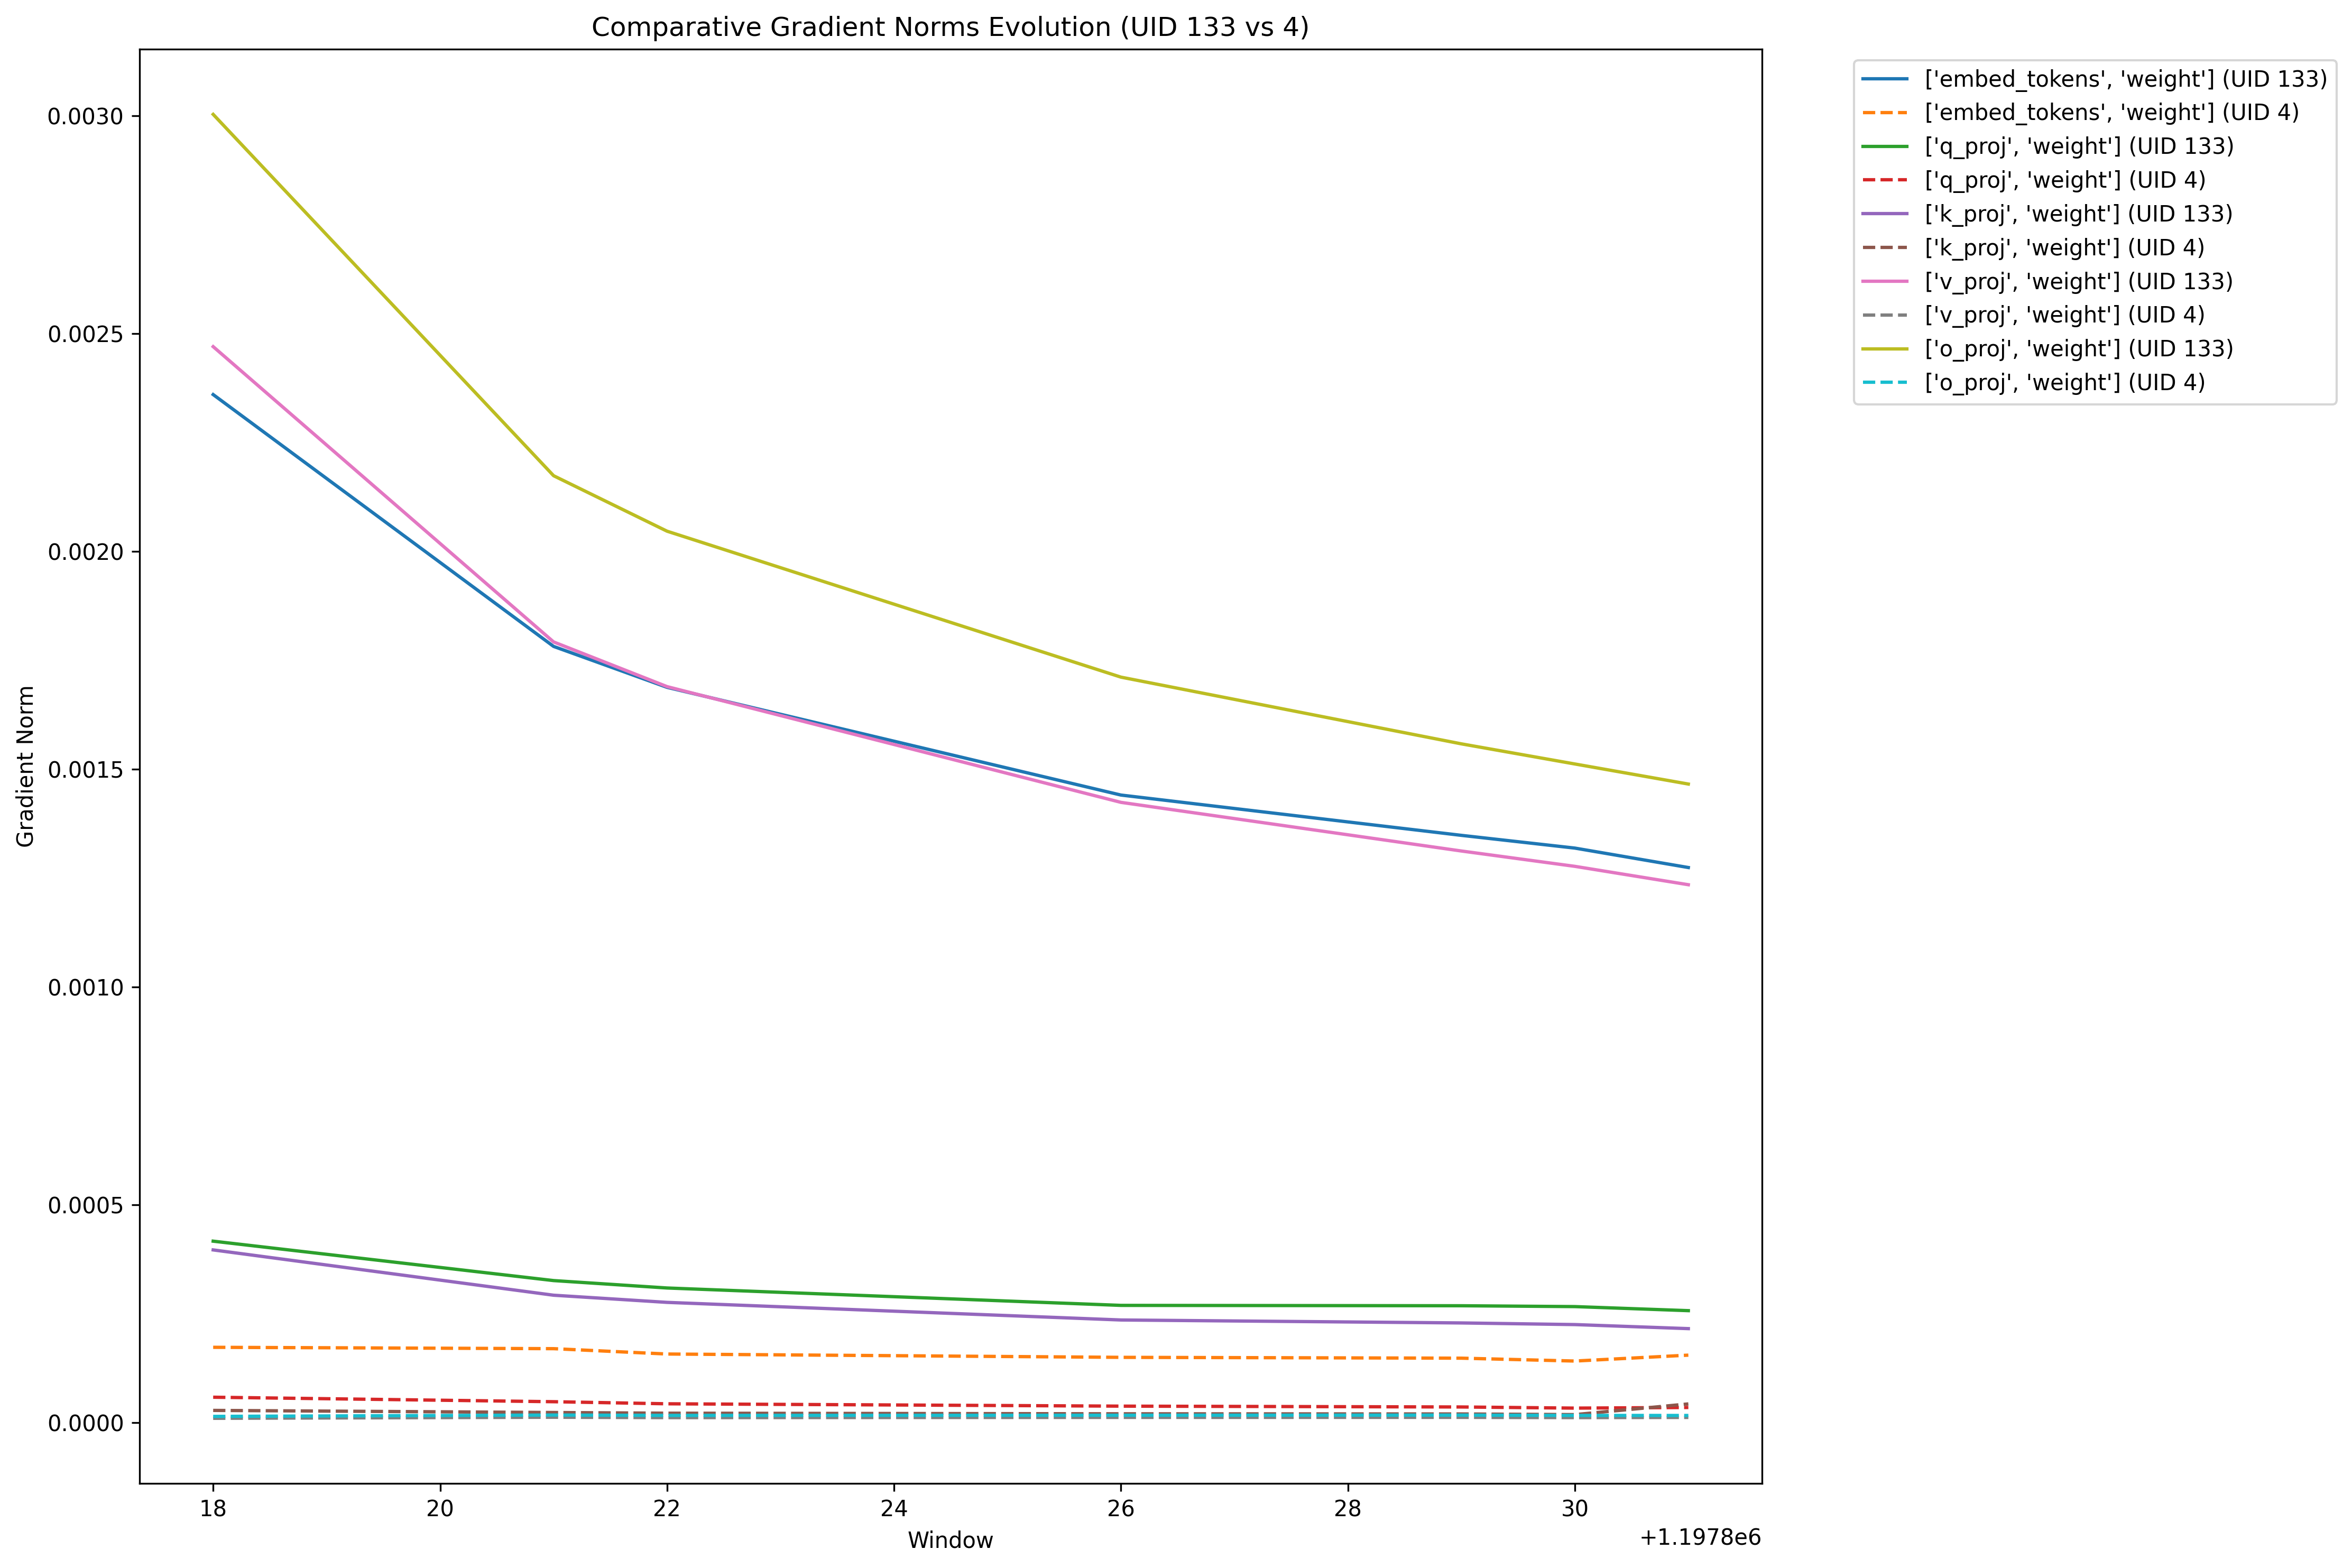 Comparative Gradient Norms Evolution (UID 133 vs 4)
['embed_tokens', 'weight'] (UID 133)
['embed_tokens', 'weight'] (UID 4)
['q_proj', 'weight'] (UID 133)
['q_proj', 'weight'] (UID 4)
['k_proj', 'weight'] (UID 133)
['k_proj', 'weight'] (UID 4)
['v_proj', 'weight'] (UID 133)
['v_proj', 'weight'] (UID 4)
['o_proj', 'weight'] (UID 133)
['o_proj', 'weight'] (UID 4)
Gradient Norm
0.0030
0.0025
0.0020
0.0015
0.0010
0.0005
0.0000
18 20 22 24 26 28 30
Window
+1.1978e6